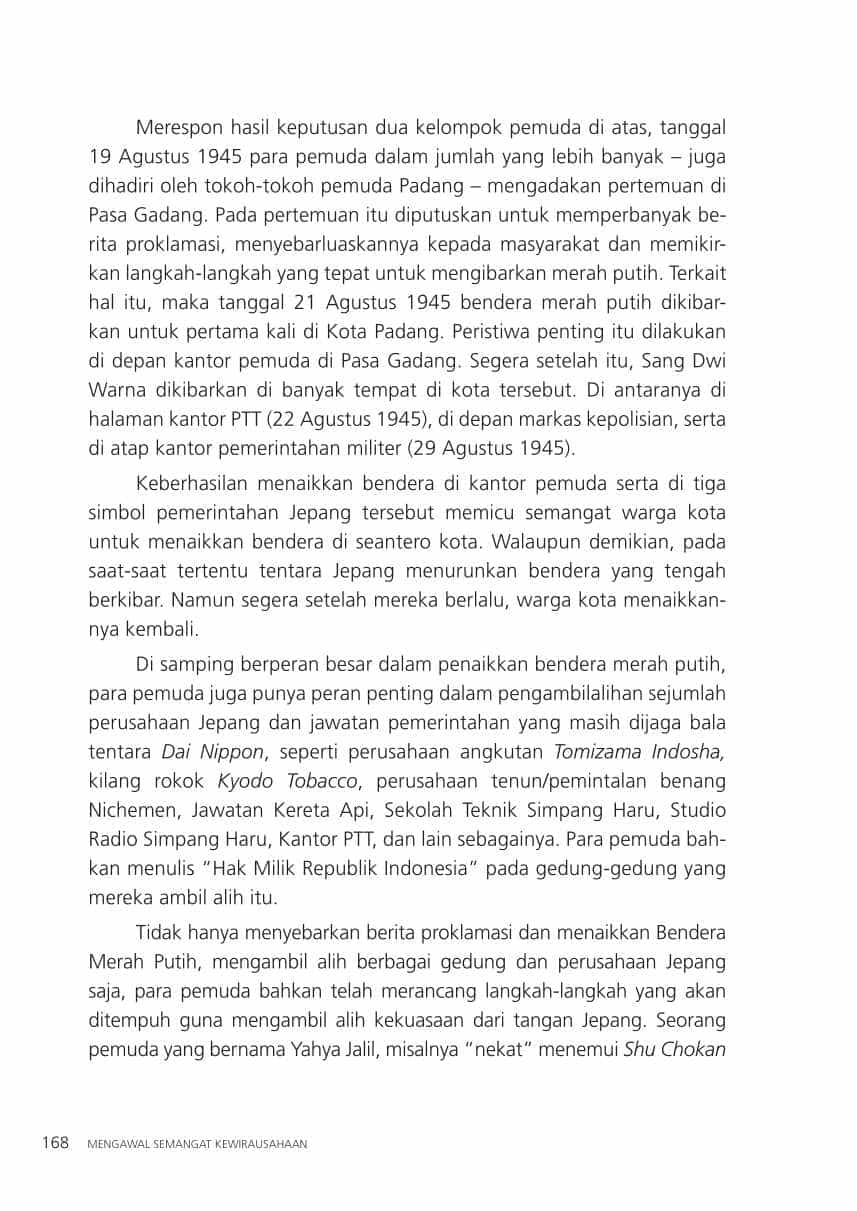 Merespon hasil keputusan dua kelompok pemuda di atas, tanggal
19 Agustus 1945 para pemuda dalam jumlah yang lebih banyak – juga
dihadiri oleh tokoh-tokoh pemuda Padang – mengadakan pertemuan di
Pasa Gadang. Pada pertemuan itu diputuskan untuk memperbanyak be-
rita proklamasi, menyebarluaskannya kepada masyarakat dan memikir-
kan langkah-langkah yang tepat untuk mengibarkan merah putih. Terkait
hal itu, maka tanggal 21 Agustus 1945 bendera merah putih dikibar-
kan untuk pertama kali di Kota Padang. Peristiwa penting itu dilakukan
di depan kantor pemuda di Pasa Gadang. Segera setelah itu, Sang Dwi
Warna dikibarkan di banyak tempat di kota tersebut. Di antaranya di
halaman kantor PTT (22 Agustus 1945), di depan markas kepolisian, serta
di atap kantor pemerintahan militer (29 Agustus 1945).
Keberhasilan menaikkan bendera di kantor pemuda serta di tiga
simbol pemerintahan Jepang tersebut memicu semangat warga kota
untuk menaikkan bendera di seantero kota. Walaupun demikian, pada
saat-saat tertentu tentara Jepang menurunkan bendera yang tengah
berkibar. Namun segera setelah mereka berlalu, warga kota menaikkan-
nya kembali.
Di samping berperan besar dalam penaikkan bendera merah putih,
para pemuda juga punya peran penting dalam pengambilalihan sejumlah
perusahaan Jepang dan jawatan pemerintahan yang masih dijaga bala
tentara Dai Nippon, seperti perusahaan angkutan Tomizama Indosha,
kilang rokok Kyodo Tobacco, perusahaan tenun/pemintalan benang
Nichemen, Jawatan Kereta Api, Sekolah Teknik Simpang Haru, Studio
Radio Simpang Haru, Kantor PTT, dan lain sebagainya. Para pemuda bah-
kan menulis “Hak Milik Republik Indonesia” pada gedung-gedung yang
mereka ambil alih itu.
Tidak hanya menyebarkan berita proklamasi dan menaikkan Bendera
Merah Putih, mengambil alih berbagai gedung dan perusahaan Jepang
saja, para pemuda bahkan telah merancang langkah-langkah yang akan
ditempuh guna mengambil alih kekuasaan dari tangan Jepang. Seorang
pemuda yang bernama Yahya Jalil, misalnya “nekat” menemui Shu Chokan
168 MENGAWAL SEMANGAT KEWIRAUSAHAAN